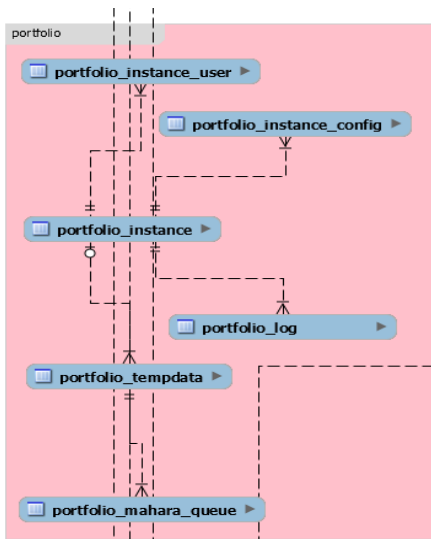 portfolio
portfolio_instance_user
portfolio_instance_config
portfolio_instance
portfolio_log
portfolio_tempdata
portfolio_mahara_queue